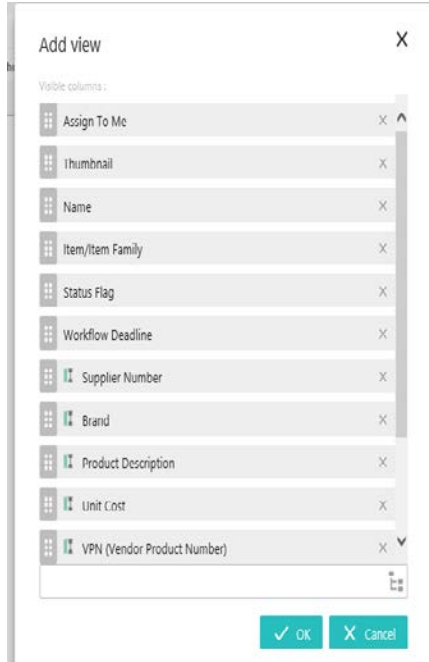 Add view
Visible columns :
Assign To Me
Thumbnail
Name
Item/Item Family
Status Flag
Workflow Deadline
Supplier Number
Brand
Product Description
Unit Cost
VPN (Vendor Product Number)
OK
Cancel